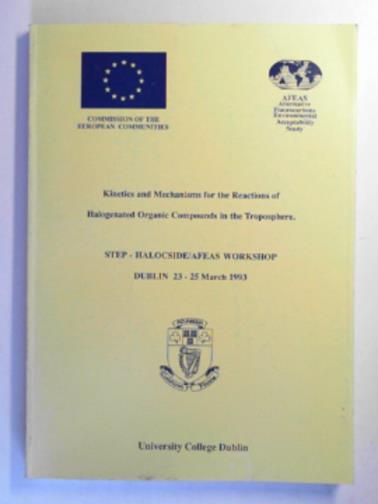 COMMISSION OF THE
EUROPEAN COMMUNITIES
AFEAS
Alternative
Fluorocarbons
Environmental
Acceptability
Study
Kinetics and Mechanisms for the Reactions of
Halogenated Organic Compounds in the Troposphere.
STEP - HALOCSIDE/AFEAS WORKSHOP
DUBLIN 23 - 25 March 1993
University College Dublin